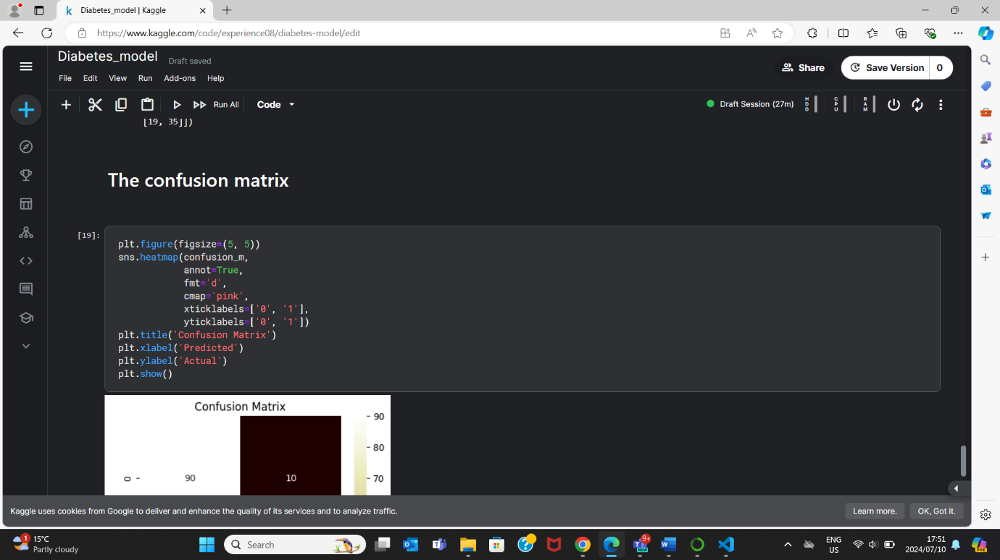 Diabetes_model | Kaggle
https://www.kaggle.com/code/experience08/diabetes-model/edit
Diabetes_model Draft saved
Share
Save Version 0
File Edit View Run Add-ons Help
Run All Code
Draft Session (27m) HDD CPU RAM
[19, 35]])
The confusion matrix
[19]:
plt.figure(figsize=(5, 5))
sns.heatmap(confusion_m,
annot=True,
fmt='d',
cmap='pink',
xticklabels=['0', '1'],
yticklabels=['0', '1'])
plt.title('Confusion Matrix')
plt.xlabel('Predicted')
plt.ylabel('Actual')
plt.show()
Confusion Matrix
- 90
- 80
0 - 90 10 - 70
Kaggle uses cookies from Google to deliver and enhance the quality of its services and to analyze traffic.
Learn more. OK, Got it.
1
15°C
Partly cloudy
Search
9+
NEW
ENG
US
17:51
2024/07/10
PRE